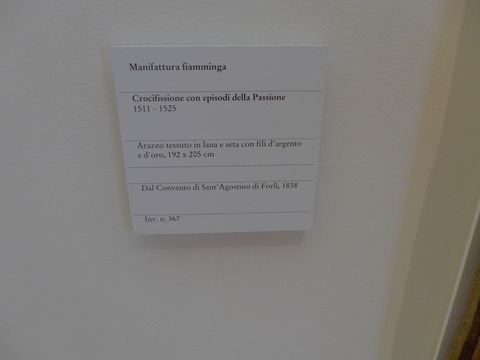 Manifattura fiamminga
Crocifissione con episodi della Passione
1511 - 1525
Arazzo tessuto in lana e seta con fili d'argento
e d'oro, 192 x 205 cm
Dal Convento di Sant'Agostino di Forlì, 1838
Inv. n. 367